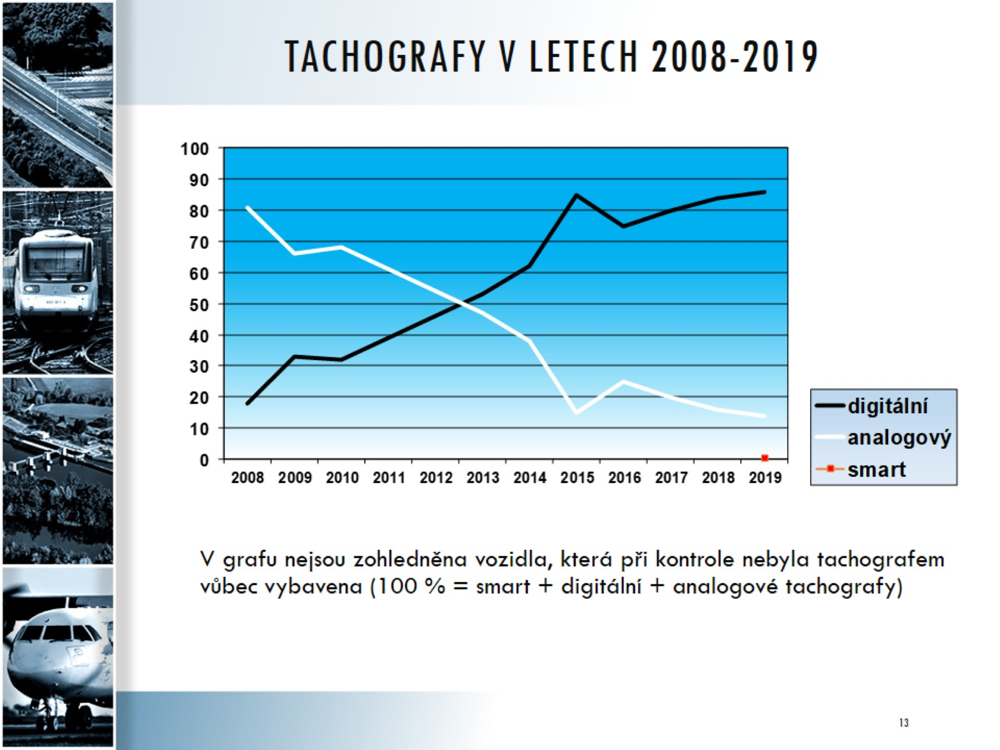 TACHOGRAFY V LETECH 2008-2019
100
90
80
70
60
50
40
30
20
10
0
2008 2009 2010 2011 2012 2013 2014 2015 2016 2017 2018 2019
digitální
analogový
smart
V grafu nejsou zohledněna vozidla, která při kontrole nebyla tachografem
vůbec vybavena (100 % = smart + digitální + analogové tachografy)
13